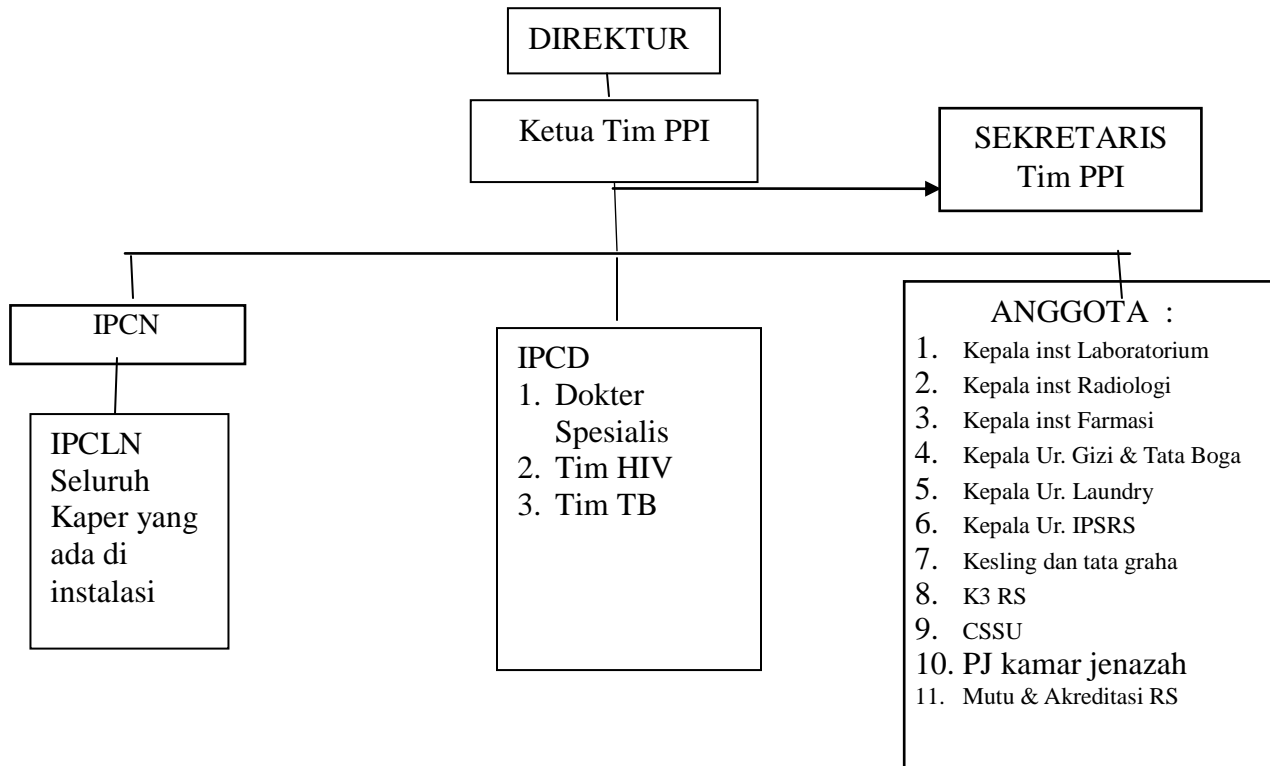 DIREKTUR
Ketua Tim PPI
SEKRETARIS
Tim PPI
IPCN
IPCLN
Seluruh
Kaper yang
ada di
instalasi
IPCD
1. Dokter
Spesialis
2. Tim HIV
3. Tim TB
ANGGOTA :
1. Kepala inst Laboratorium
2. Kepala inst Radiologi
3. Kepala inst Farmasi
4. Kepala Ur. Gizi & Tata Boga
5. Kepala Ur. Laundry
6. Kepala Ur. IPSRS
7. Kesling dan tata graha
8. K3 RS
9. CSSU
10. PJ kamar jenazah
11. Mutu & Akreditasi RS